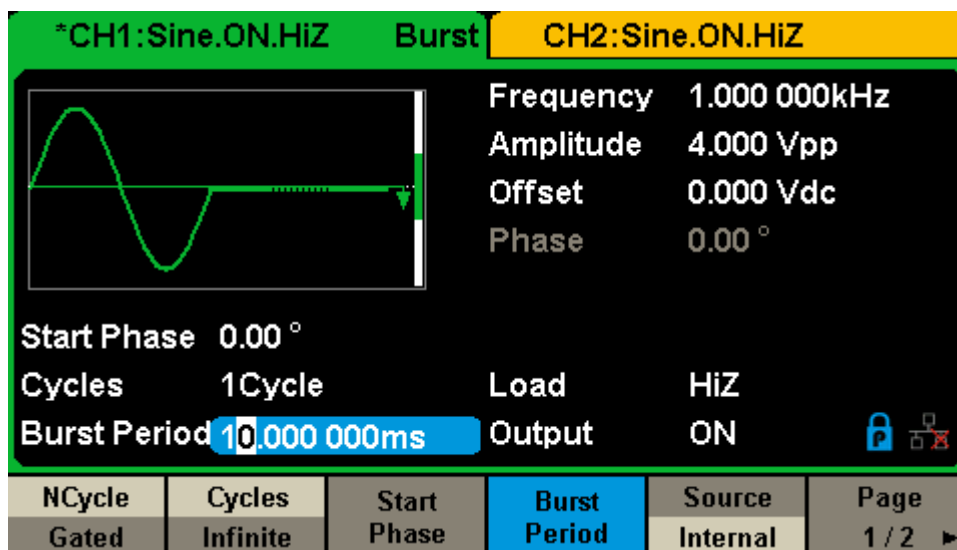 *CH1:Sine.ON.HiZ Burst CH2:Sine.ON.HiZ
Frequency 1.000 000kHz
Amplitude 4.000 Vpp
Offset 0.000 Vdc
Phase 0.00 °
Start Phase 0.00 °
Cycles 1Cycle Load HiZ
Burst Period 10.000 000ms Output ON P
NCycle Cycles Start Burst Source Page
Gated Infinite Phase Period Internal 1 / 2 ►